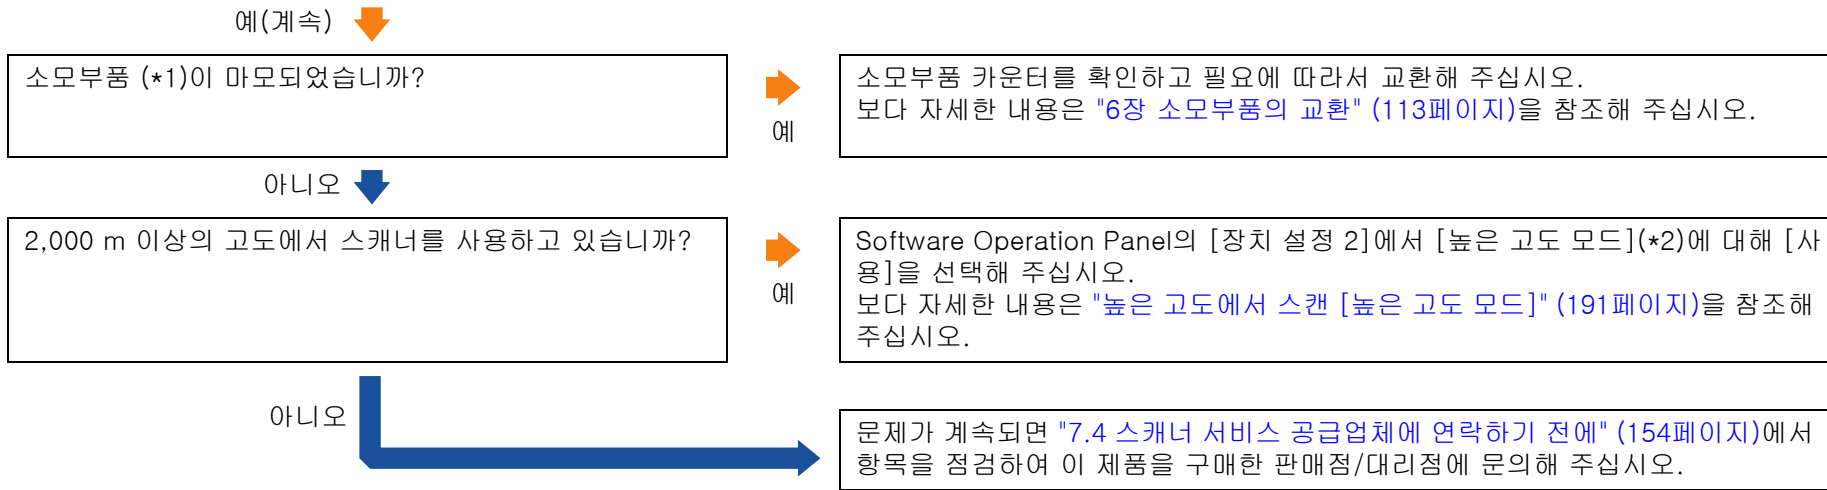 예(계속)
소모부품 (*1)이 마모되었습니까?
예
소모부품 카운터를 확인하고 필요에 따라서 교환해 주십시오.
보다 자세한 내용은 "6장 소모부품의 교환" (113페이지)을 참조해 주십시오.
아니오
2,000 m 이상의 고도에서 스캐너를 사용하고 있습니까?
예
Software Operation Panel의 [장치 설정 2]에서 [높은 고도 모드](*2)에 대해 [사
용]을 선택해 주십시오.
보다 자세한 내용은 "높은 고도에서 스캔 [높은 고도 모드]" (191페이지)을 참조해
주십시오.
아니오
문제가 계속되면 "7.4 스캐너 서비스 공급업체에 연락하기 전에" (154페이지)에서
항목을 점검하여 이 제품을 구매한 판매점/대리점에 문의해 주십시오.